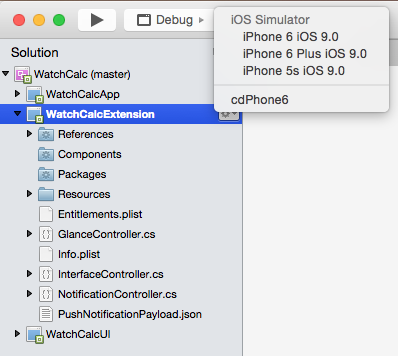 Debug
iOS Simulator
iPhone 6 iOS 9.0
iPhone 6 Plus iOS 9.0
iPhone 5s iOS 9.0
cdPhone6
Solution
WatchCalc (master)
WatchCalcApp
WatchCalcExtension
References
Components
Packages
Resources
Entitlements.plist
GlanceController.cs
Info.plist
InterfaceController.cs
NotificationController.cs
PushNotificationPayload.json
WatchCalcUI